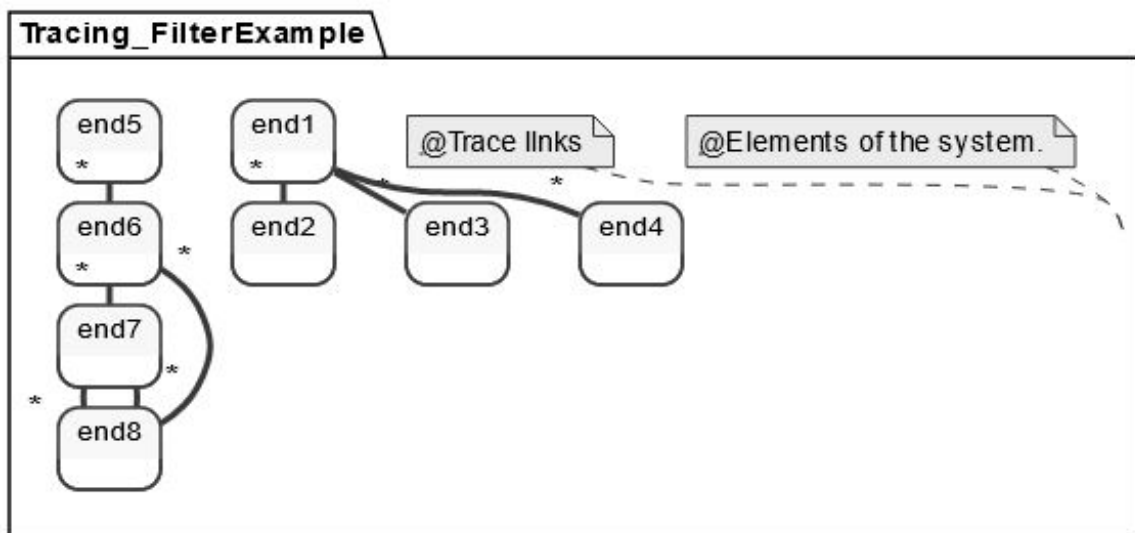 Tracing_FilterExample
end5
*
end1
*
@Trace lInks
@Elements of the system.
*
*
end6
*
*
end2
end3
end4
end7
*
*
end8